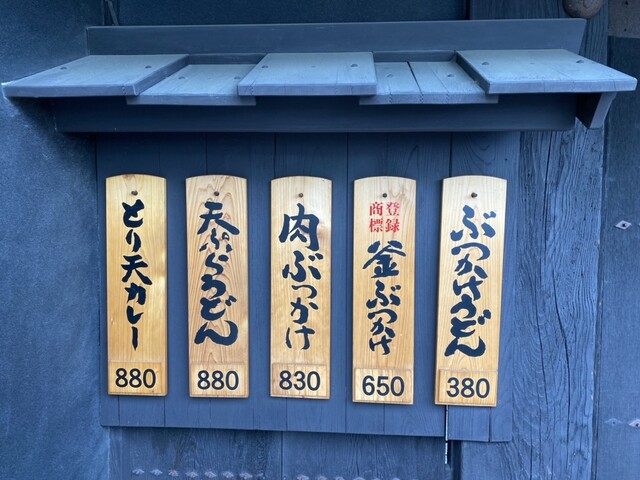 ぶっかけうどん
380
登録
商標
釜ぶっかけ
650
肉ぶっかけ
830
天ぷらうどん
880
とり天カレー
880